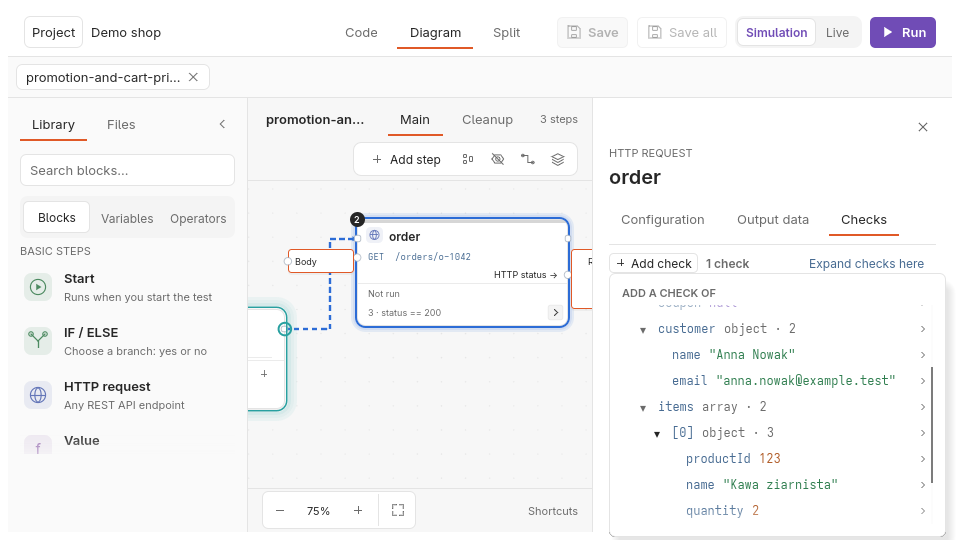 Project
Demo shop
Code
Diagram
Split
Save
Save all
Simulation
Live
Run
promotion-and-cart-pri...
Library
Files
Search blocks...
Blocks
Variables
Operators
BASIC STEPS
Start
Runs when you start the test
IF / ELSE
Choose a branch: yes or no
HTTP request
Any REST API endpoint
Value
promotion-an...
Main
Cleanup
3 steps
Add step
2
order
GET /orders/o-1042
Body
HTTP status →
Not run
3 · status == 200
75%
Shortcuts
HTTP REQUEST
order
Configuration
Output data
Checks
+ Add check
1 check
Expand checks here
ADD A CHECK OF
customer object · 2
name "Anna Nowak"
email "anna.nowak@example.test"
items array · 2
[0] object · 3
productId 123
name "Kawa ziarnista"
quantity 2